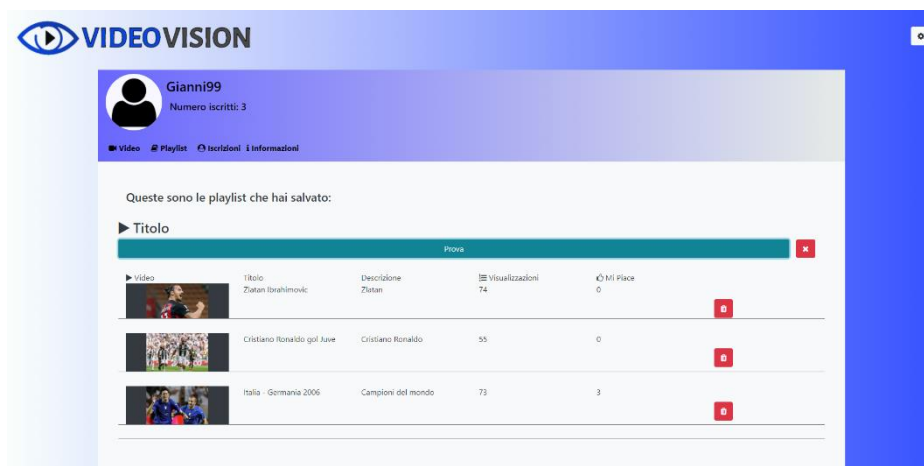 VIDEOVISION
Gianni99
Numero iscritti: 3
Video Playlist Iscrizioni Informazioni
Queste sono le playlist che hai salvato:
Titolo
Prova
Video Titolo Descrizione Visualizzazioni Mi Piace
Zlatan Ibrahimovic Zlatan 74 0
Cristiano Ronaldo gol Juve Cristiano Ronaldo 55 0
Italia - Germania 2006 Campioni del mondo 73 3